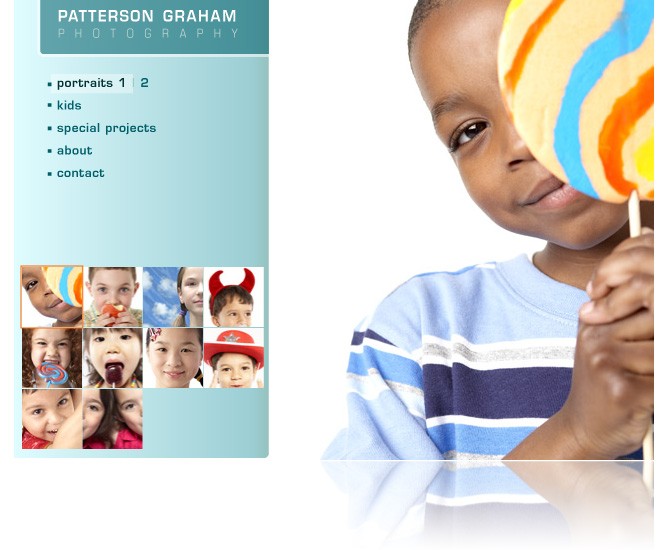 PATTERSON GRAHAM
PHOTOGRAPHY
portraits 1 | 2
kids
special projects
about
contact